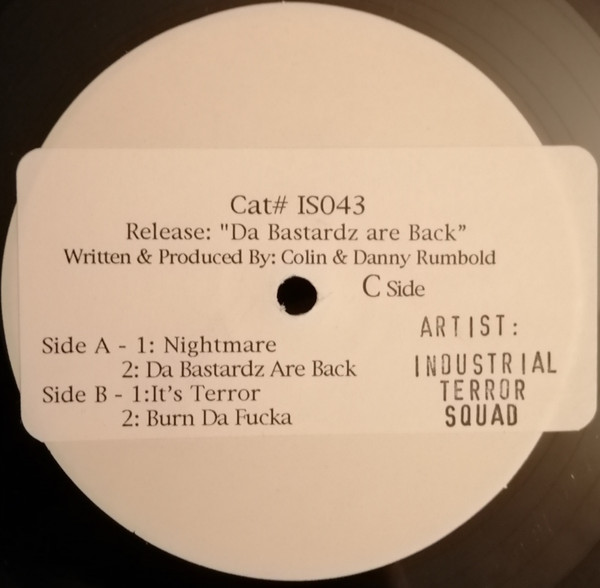 Cat# ISO43
Release: "Da Bastardz are Back”
Written & Produced By: Colin & Danny Rumbold
C Side
Side A - 1: Nightmare
2: Da Bastardz Are Back
Side B - 1:It's Terror
2: Burn Da Fucka
ARTIST:
INDUSTRIAL
TERROR
SQUAD